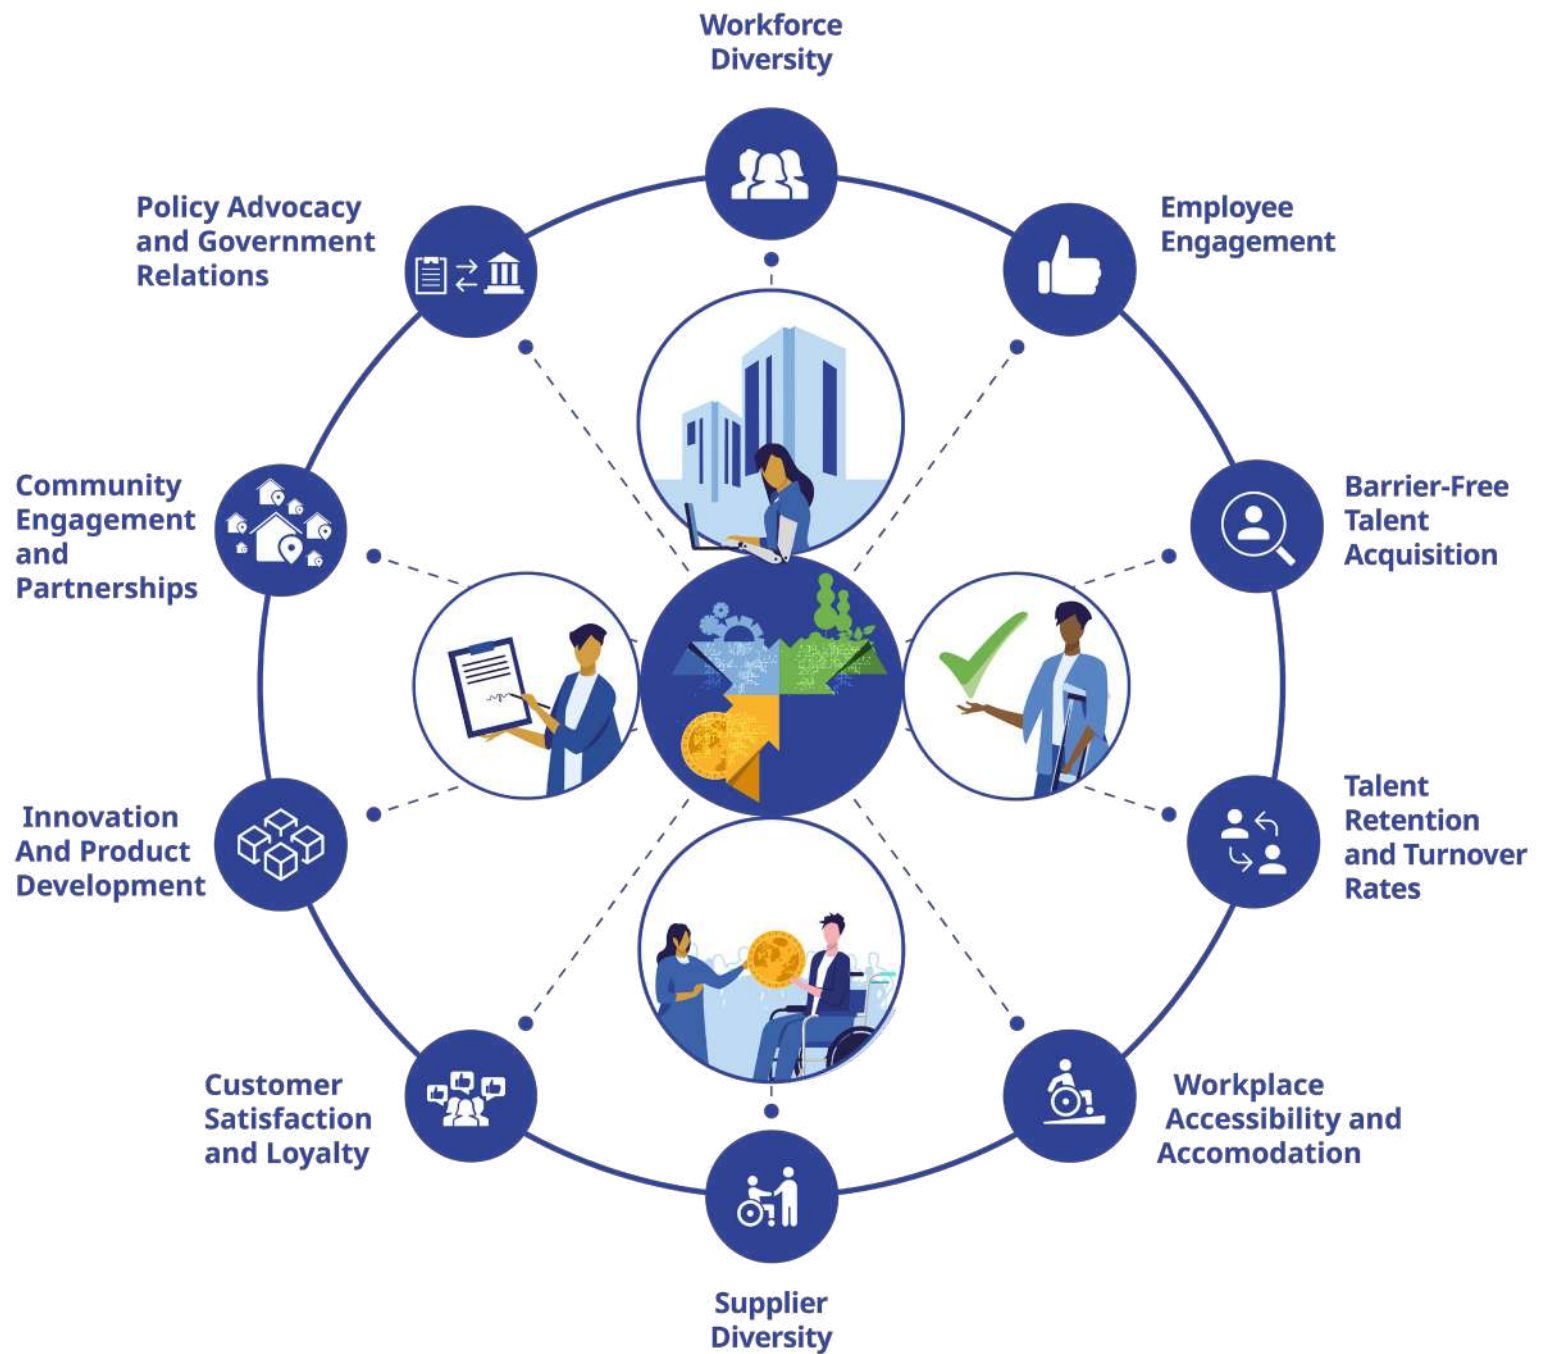 Workforce
Diversity
Employee
Engagement
Barrier-Free
Talent
Acquisition
Talent
Retention
and Turnover
Rates
Workplace
Accessibility and
Accomodation
Supplier
Diversity
Customer
Satisfaction
and Loyalty
Innovation
And Product
Development
Community
Engagement
and
Partnerships
Policy Advocacy
and Government
Relations